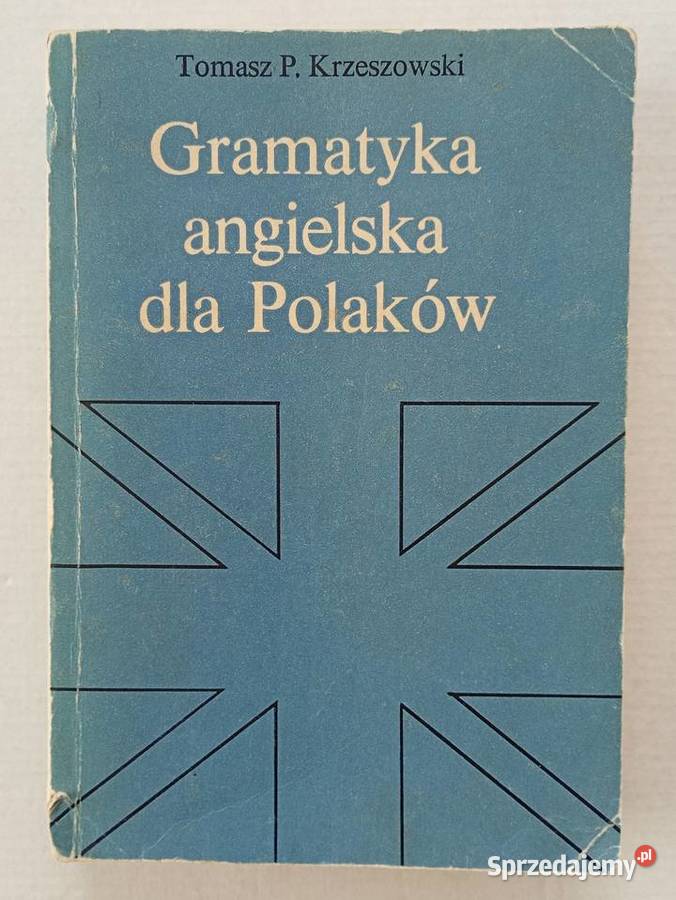 Tomasz P. Krzeszowski
Gramatyka
angielska
dla Polaków
Sprzedajemy.pl